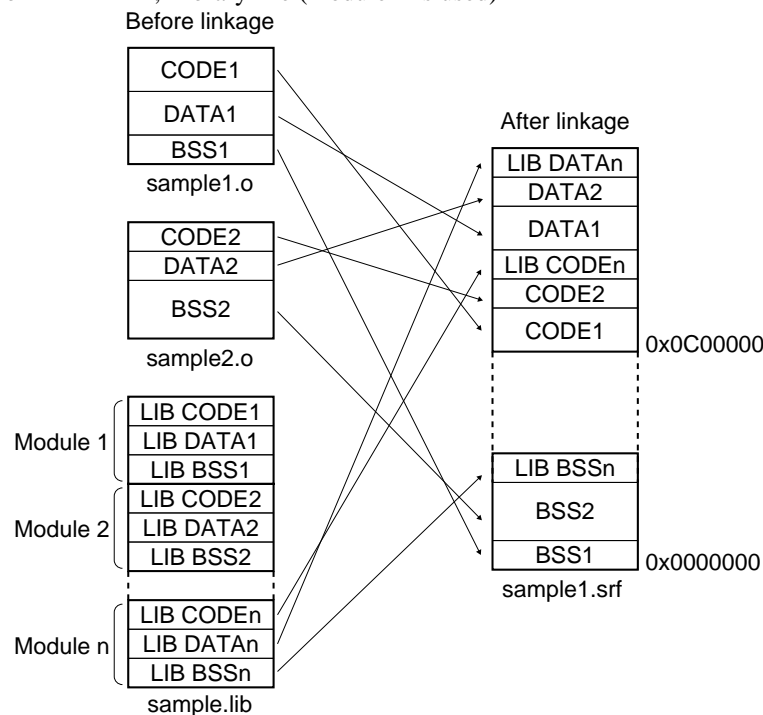 Before linkage
CODE1
DATA1
BSS1
sample1.o
CODE2
DATA2
BSS2
sample2.o
Module 1
LIB CODE1
LIB DATA1
LIB BSS1
Module 2
LIB CODE2
LIB DATA2
LIB BSS2
Module n
LIB CODEn
LIB DATAn
LIB BSSn
sample.lib
After linkage
LIB DATAn
DATA2
DATA1
LIB CODEn
CODE2
CODE1
0x0C00000
LIB BSSn
BSS2
BSS1
0x0000000
sample1.srf